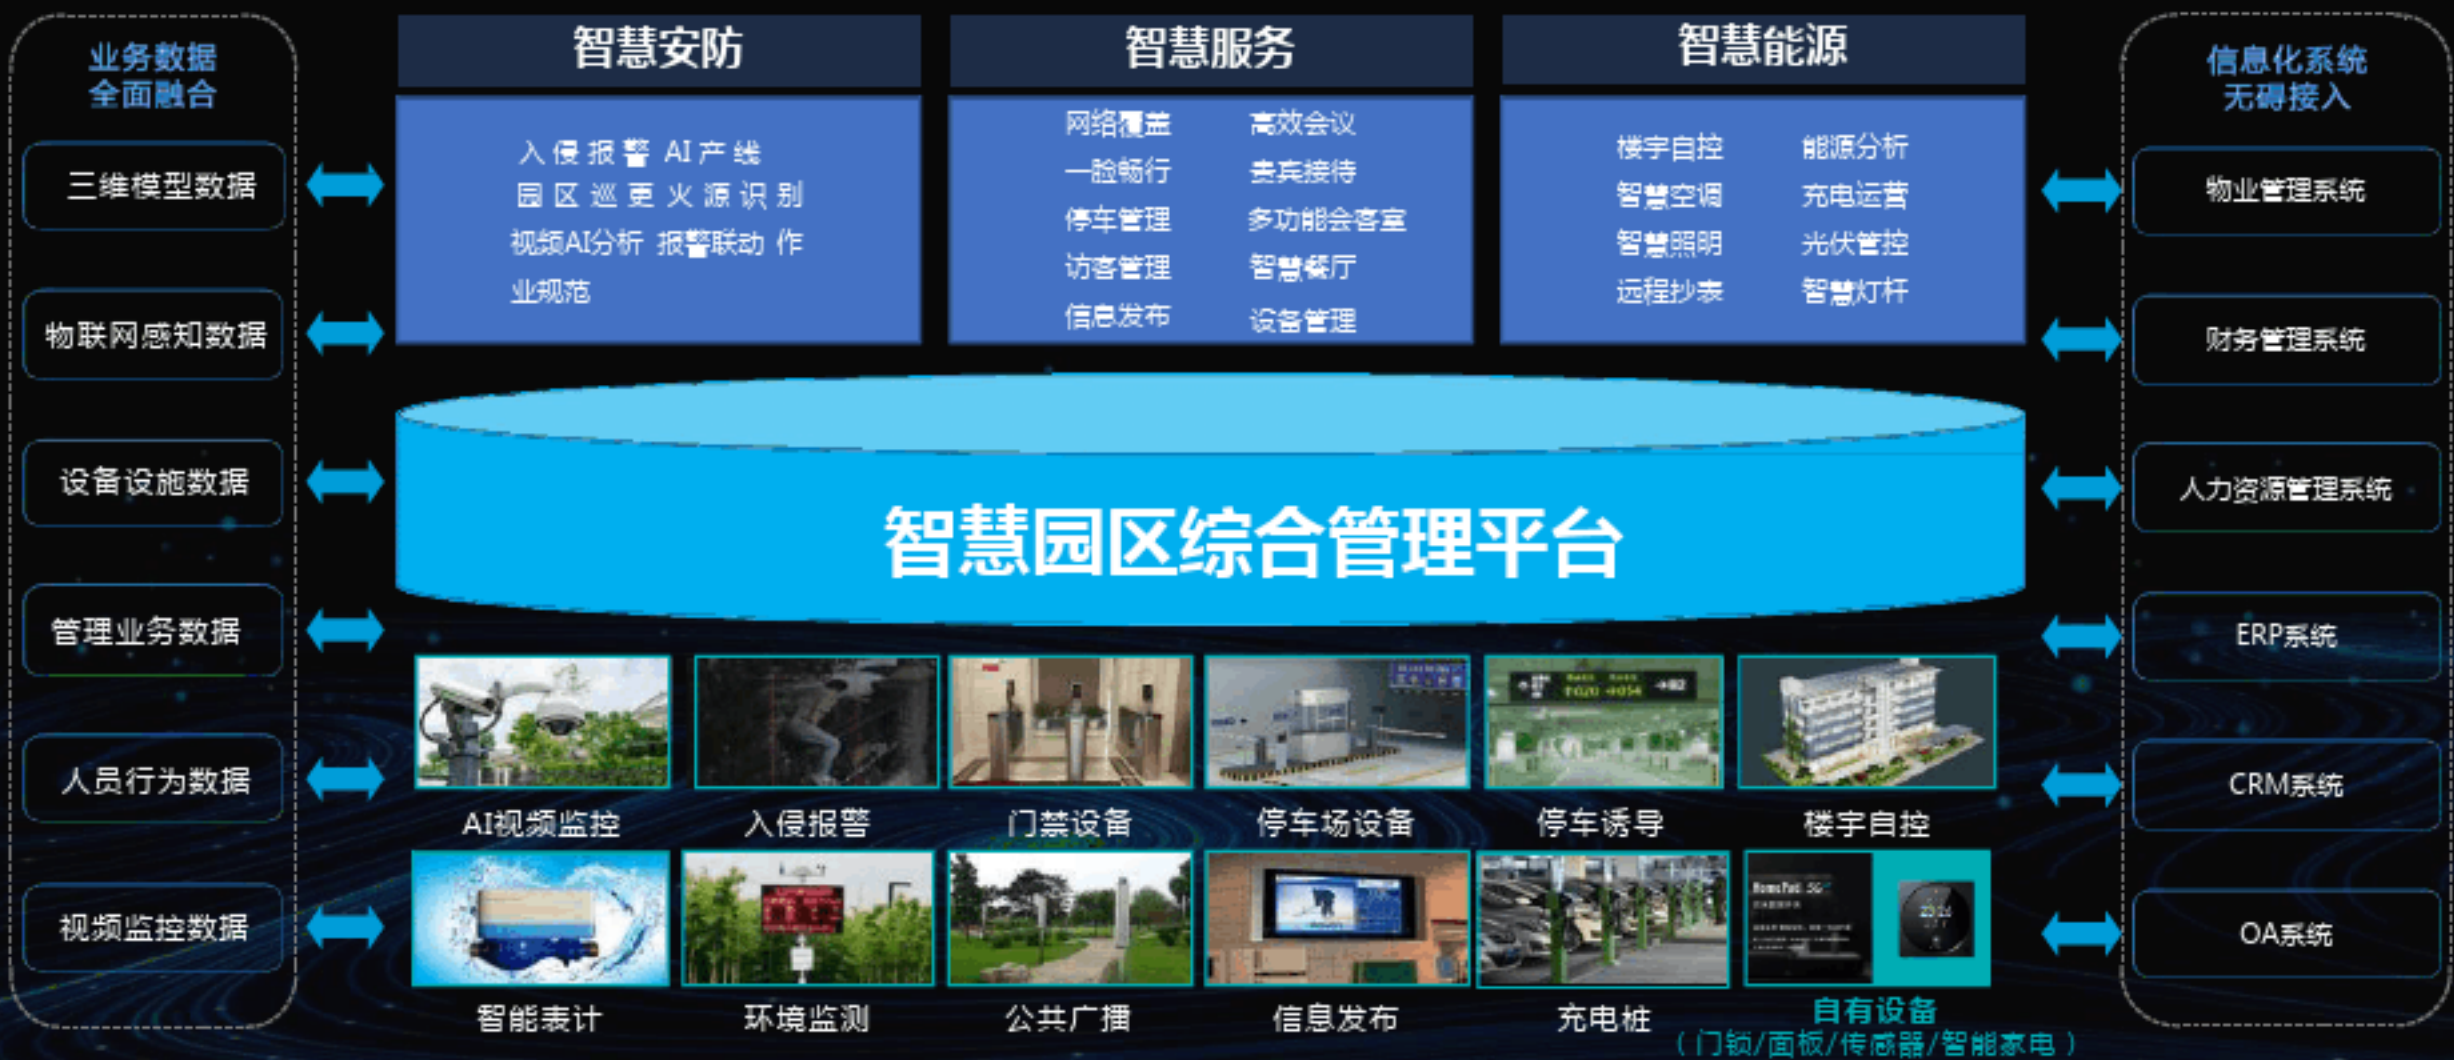 业务数据
全面融合
三维模型数据
物联网感知数据
设备设施数据
管理业务数据
人员行为数据
视频监控数据
智慧安防
入侵报警 AI产线
园区巡更火源识别
视频AI分析 报警联动 作
业规范
智慧服务
网络覆盖 高效会议
一脸畅行 贵宾接待
停车管理 多功能会客室
访客管理 智慧餐厅
信息发布 设备管理
智慧能源
楼宇自控 能源分析
智慧空调 充电运营
智慧照明 光伏管控
远程抄表 智慧灯杆
智慧园区综合管理平台
AI视频监控 入侵报警 门禁设备 停车场设备 停车诱导 楼宇自控
智能表计 环境监测 公共广播 信息发布 充电桩 自有设备
（门锁/面板/传感器/智能家电）
信息化系统
无碍接入
物业管理系统
财务管理系统
人力资源管理系统
ERP系统
CRM系统
OA系统